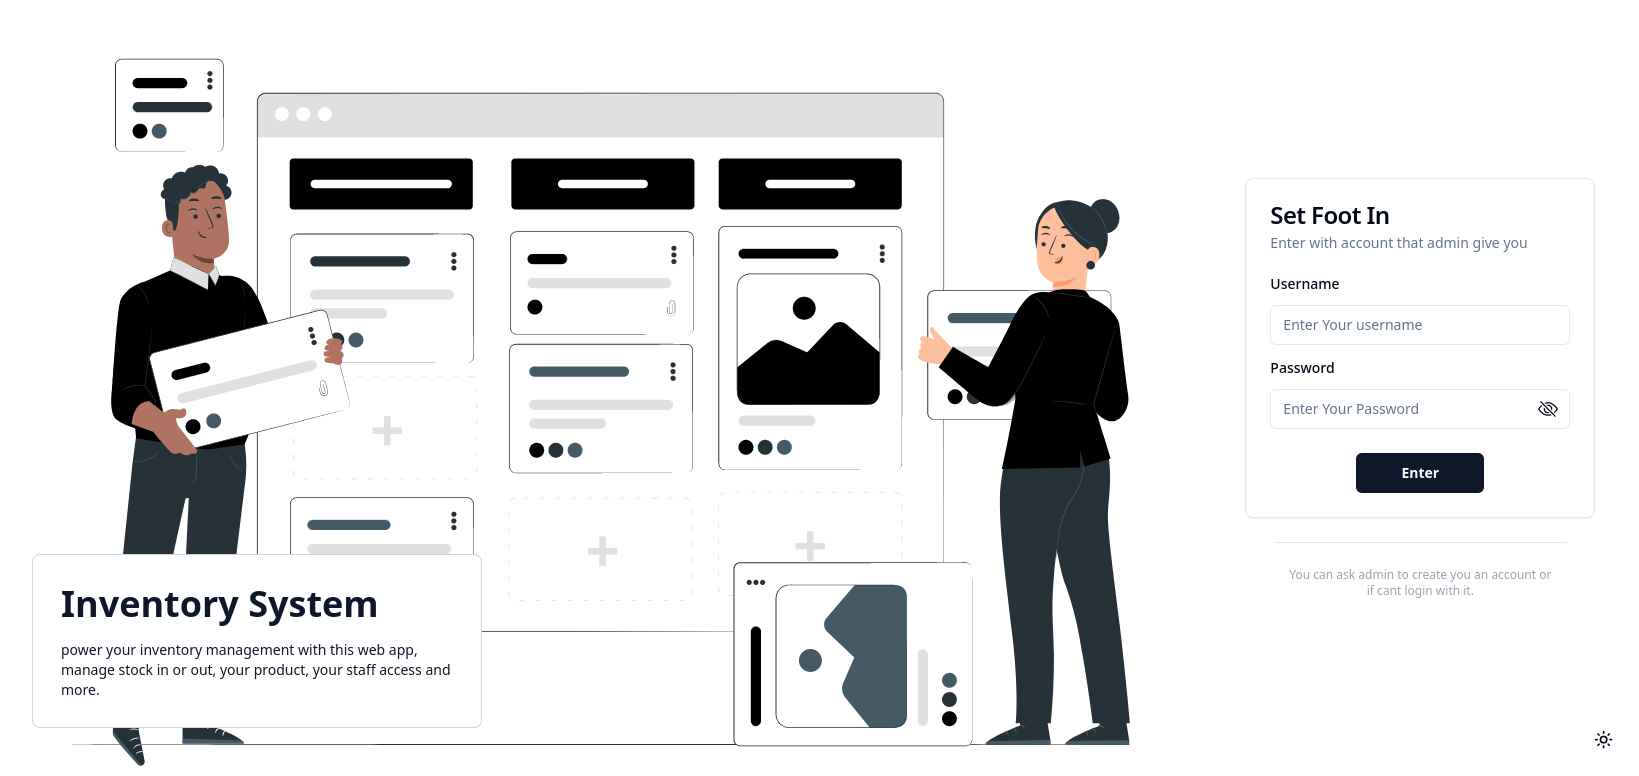 Set Foot In
Enter with account that admin give you
Username
Enter Your username
Password
Enter Your Password
Enter
You can ask admin to create you an account or
if cant login with it.
Inventory System
power your inventory management with this web app,
manage stock in or out, your product, your staff access and
more.